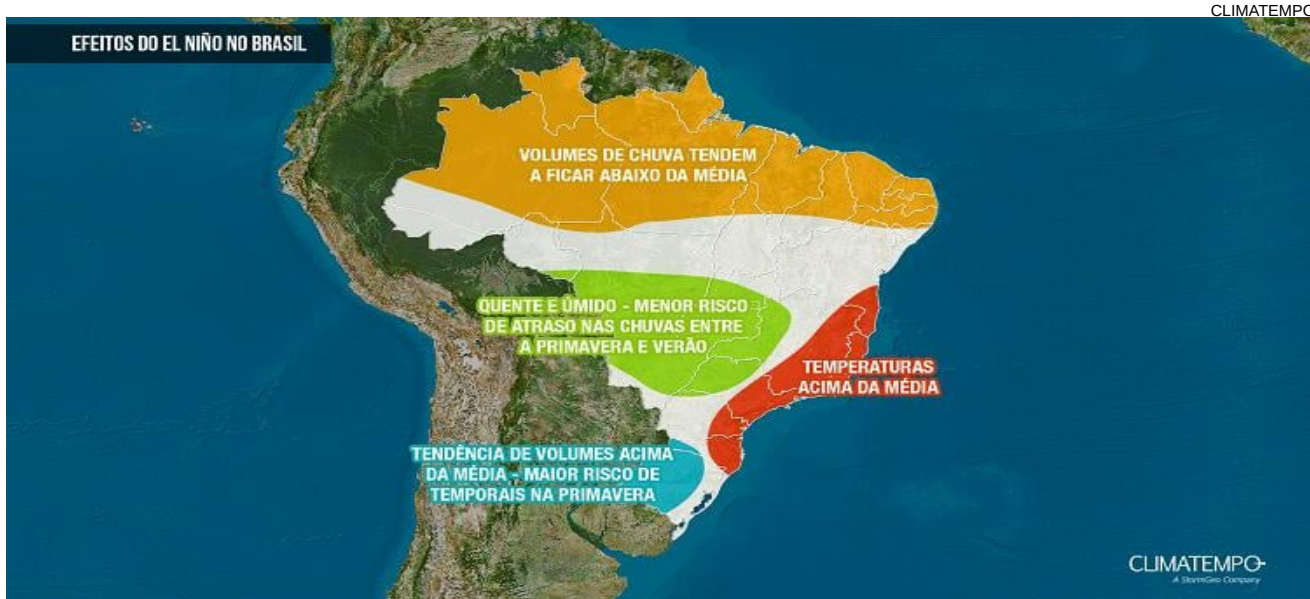 CLIMATEMPO
EFEITOS DO EL NIÑO NO BRASIL
VOLUMES DE CHUVA TENDEM
A FICAR ABAIXO DA MÉDIA
QUENTE E ÚMIDO - MENOR RISCO
DE ATRASO NAS CHUVAS ENTRE
A PRIMAVERA E VERÃO
TEMPERATURAS
ACIMA DA MÉDIA
TENDÊNCIA DE VOLUMES ACIMA
DA MÉDIA - MAIOR RISCO DE
TEMPORAIS NA PRIMAVERA
CLIMATEMPO
A StormGeo Company